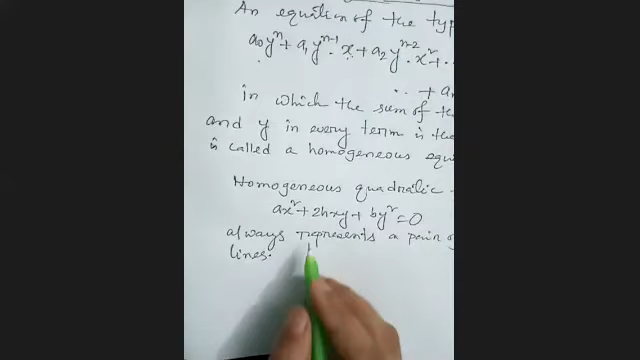 An equation of the typ
a₀yⁿ + a₁yⁿ⁻¹·x + a₂yⁿ⁻²·x² + ..
.. + a
in which the sum of th
and y in every term is the
is called a homogeneous equ
Homogeneous quadratic
ax² + 2hxy + by² = 0
always represents a pair o
lines.